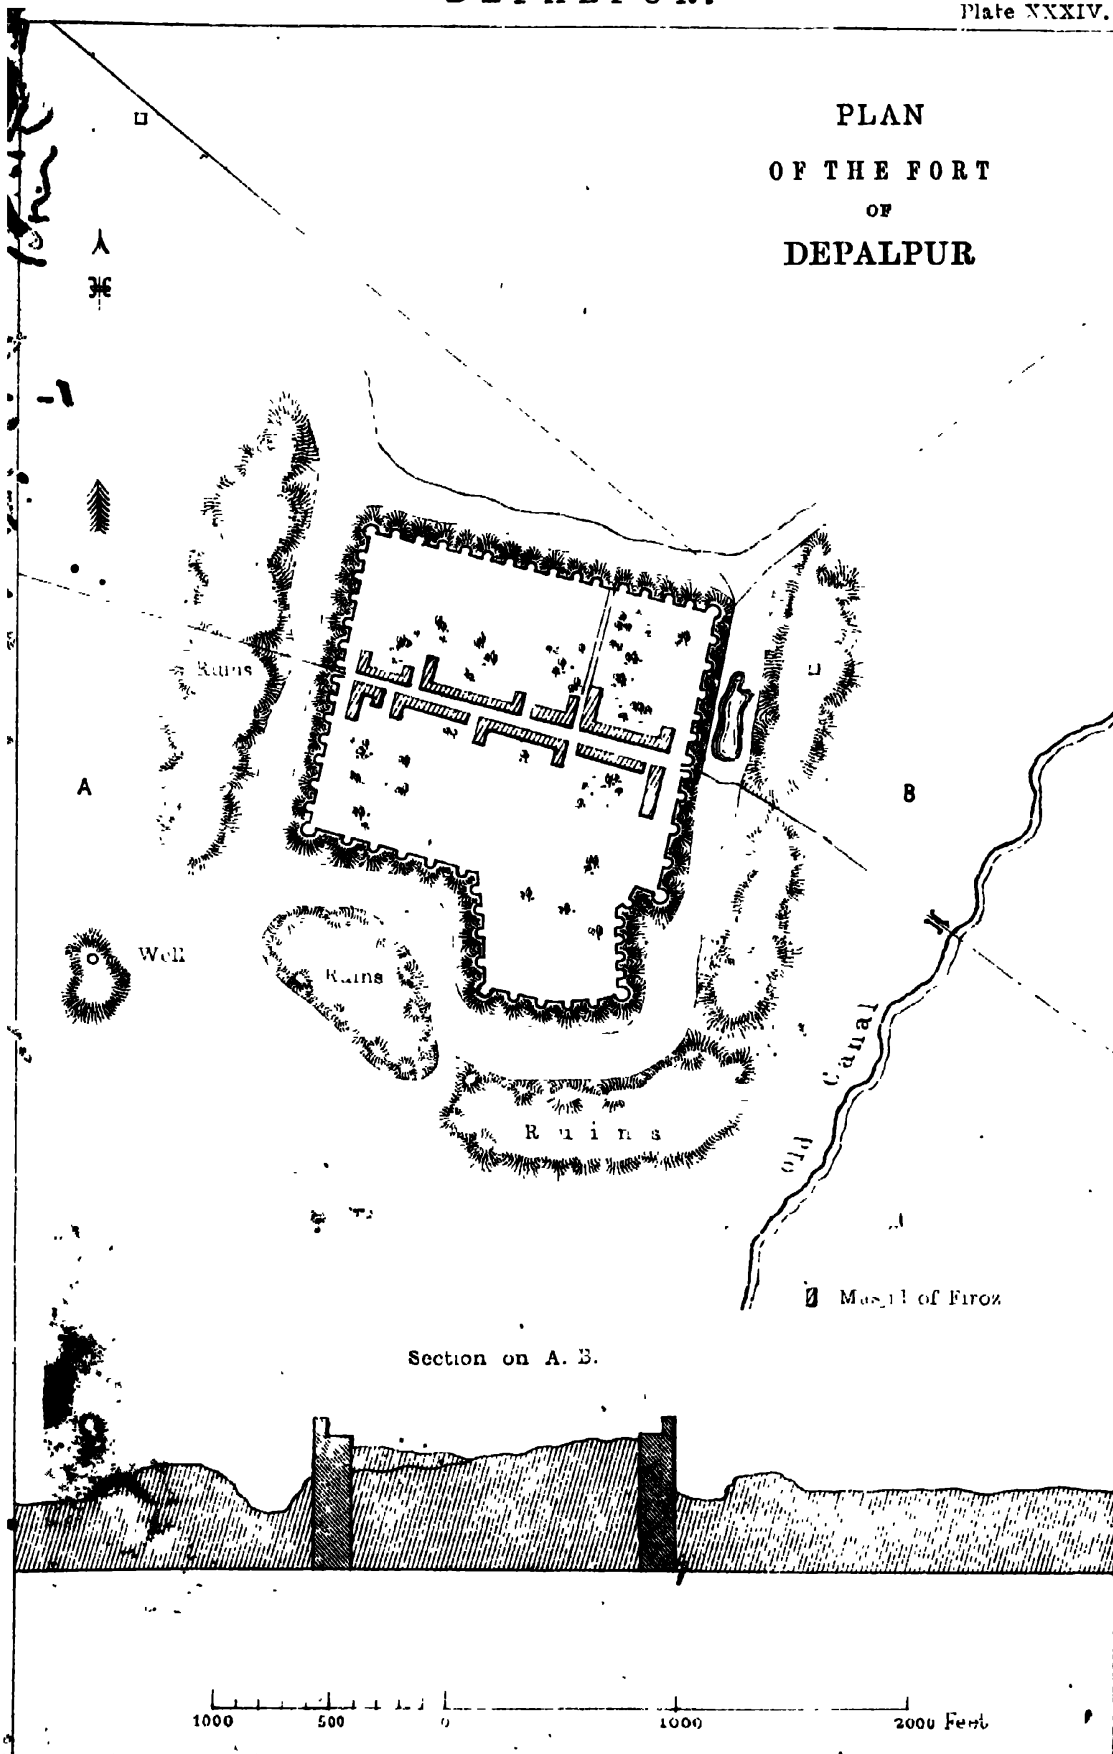 DEPALPUR.
Plate XXXIV.
PLAN
OF THE FORT
OF
DEPALPUR
Ruins
A
B
Well
Ruins
Old Canal
Ruins
Masjid of Firoz
Section on A. B.
1000 500 0 1000 2000 Feet